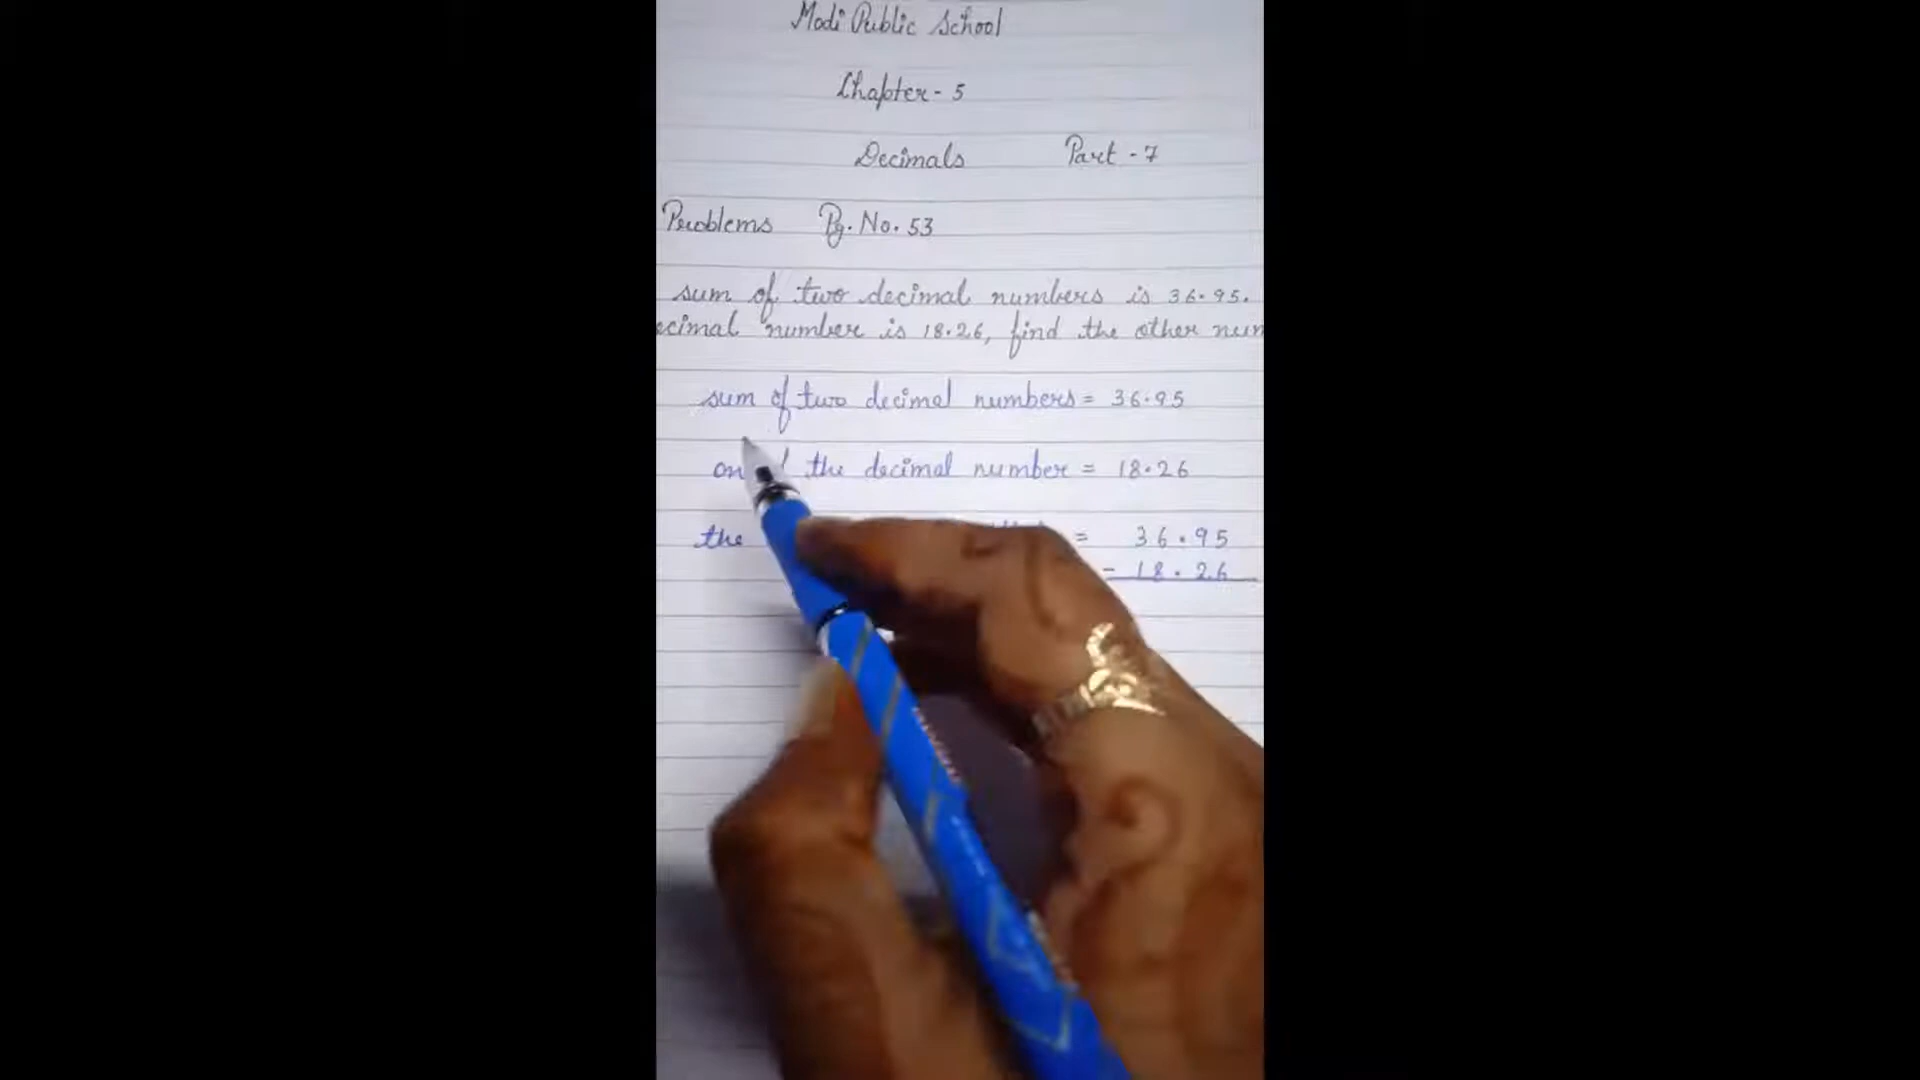 Modi Public School
Chapter - 5
Decimals Part - 7
Problems Pg. No. 53
sum of two decimal numbers is 36.95.
ecimal number is 18.26, find the other num
sum of two decimal numbers = 36.95
the decimal number = 18.26
the = 36.95
- 18.26